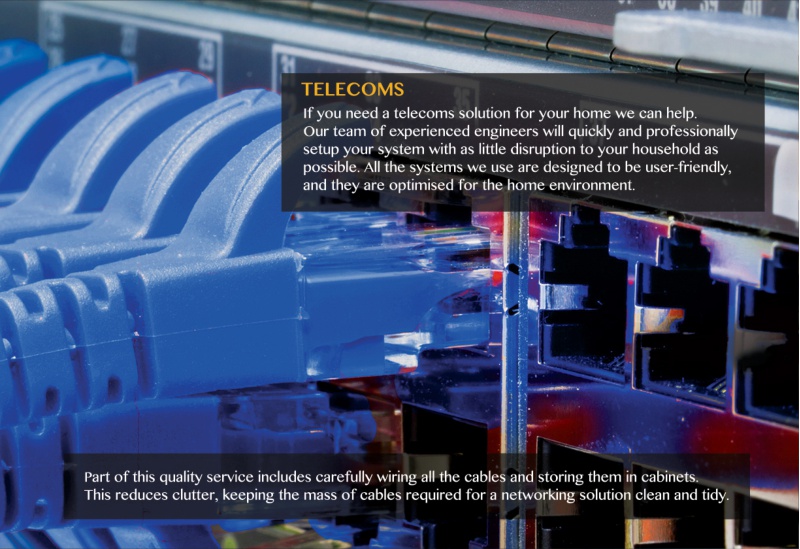 TELECOMS
If you need a telecoms solution for your home we can help.
Our team of experienced engineers will quickly and professionally
setup your system with as little disruption to your household as
possible. All the systems we use are designed to be user-friendly,
and they are optimised for the home environment.
Part of this quality service includes carefully wiring all the cables and storing them in cabinets.
This reduces clutter, keeping the mass of cables required for a networking solution clean and tidy.